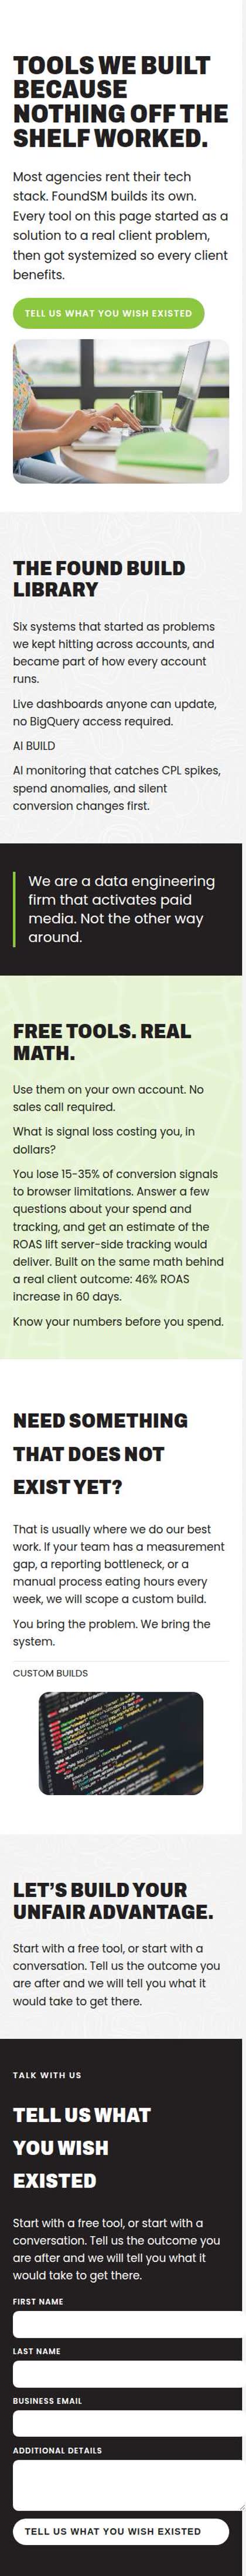 TOOLS WE BUILT
BECAUSE
NOTHING OFF THE
SHELF WORKED.
Most agencies rent their tech
stack. FoundSM builds its own.
Every tool on this page started as a
solution to a real client problem,
then got systemized so every client
benefits.
TELL US WHAT YOU WISH EXISTED
THE FOUND BUILD
LIBRARY
Six systems that started as problems
we kept hitting across accounts, and
became part of how every account
runs.
Live dashboards anyone can update,
no BigQuery access required.
AI BUILD
AI monitoring that catches CPL spikes,
spend anomalies, and silent
conversion changes first.
We are a data engineering
firm that activates paid
media. Not the other way
around.
FREE TOOLS. REAL
MATH.
Use them on your own account. No
sales call required.
What is signal loss costing you, in
dollars?
You lose 15-35% of conversion signals
to browser limitations. Answer a few
questions about your spend and
tracking, and get an estimate of the
ROAS lift server-side tracking would
deliver. Built on the same math behind
a real client outcome: 46% ROAS
increase in 60 days.
Know your numbers before you spend.
NEED SOMETHING
THAT DOES NOT
EXIST YET?
That is usually where we do our best
work. If your team has a measurement
gap, a reporting bottleneck, or a
manual process eating hours every
week, we will scope a custom build.
You bring the problem. We bring the
system.
CUSTOM BUILDS
LET'S BUILD YOUR
UNFAIR ADVANTAGE.
Start with a free tool, or start with a
conversation. Tell us the outcome you
are after and we will tell you what it
would take to get there.
TALK WITH US
TELL US WHAT
YOU WISH
EXISTED
Start with a free tool, or start with a
conversation. Tell us the outcome you
are after and we will tell you what it
would take to get there.
FIRST NAME
LAST NAME
BUSINESS EMAIL
ADDITIONAL DETAILS
TELL US WHAT YOU WISH EXISTED